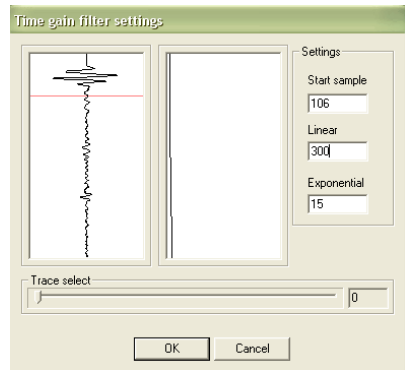 Time gain filter settings
Settings
Start sample
106
Linear
300
Exponential
15
Trace select
0
OK
Cancel